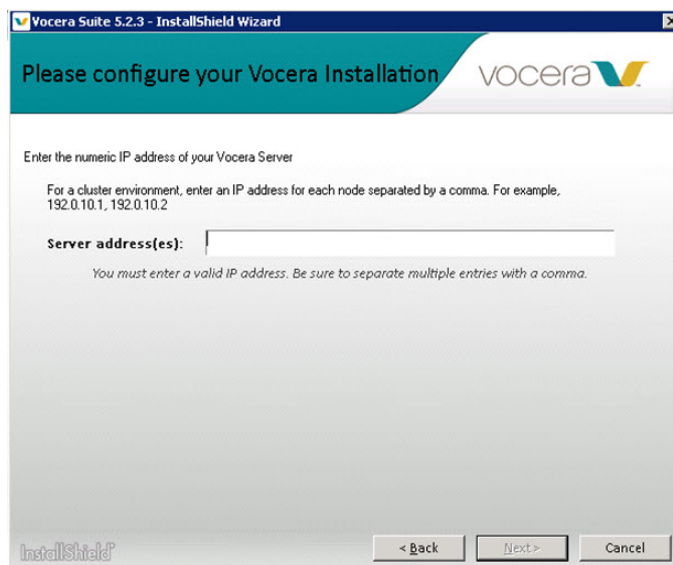 Vocera Suite 5.2.3 - InstallShield Wizard
Please configure your Vocera Installation
vocera
Enter the numeric IP address of your Vocera Server
For a cluster environment, enter an IP address for each node separated by a comma. For example,
192.0.10.1, 192.0.10.2
Server address(es):
You must enter a valid IP address. Be sure to separate multiple entries with a comma.
InstallShield
< Back
Next >
Cancel